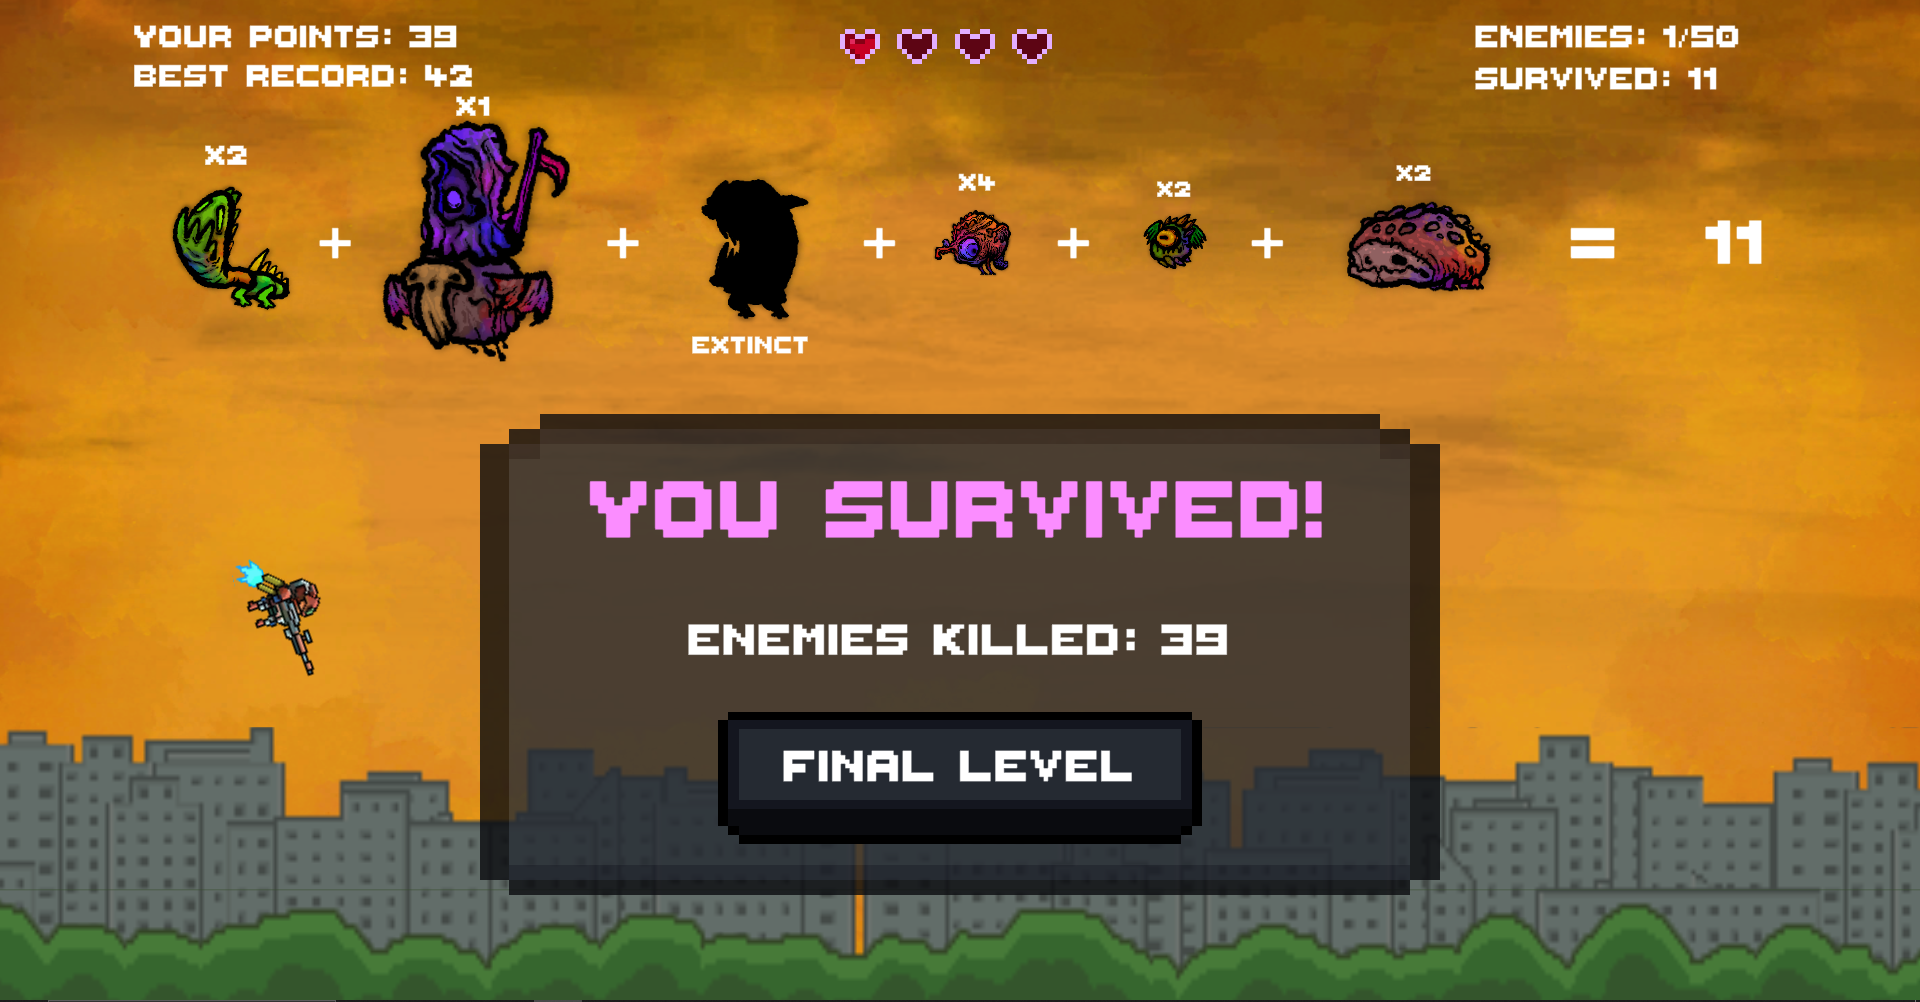 YOUR POINTS: 39
BEST RECORD: 42
ENEMIES: 1/50
SURVIVED: 11
X2
+
X1
+
EXTINCT
+
X4
+
X2
+
X2
=
11
YOU SURVIVED!
ENEMIES KILLED: 39
FINAL LEVEL